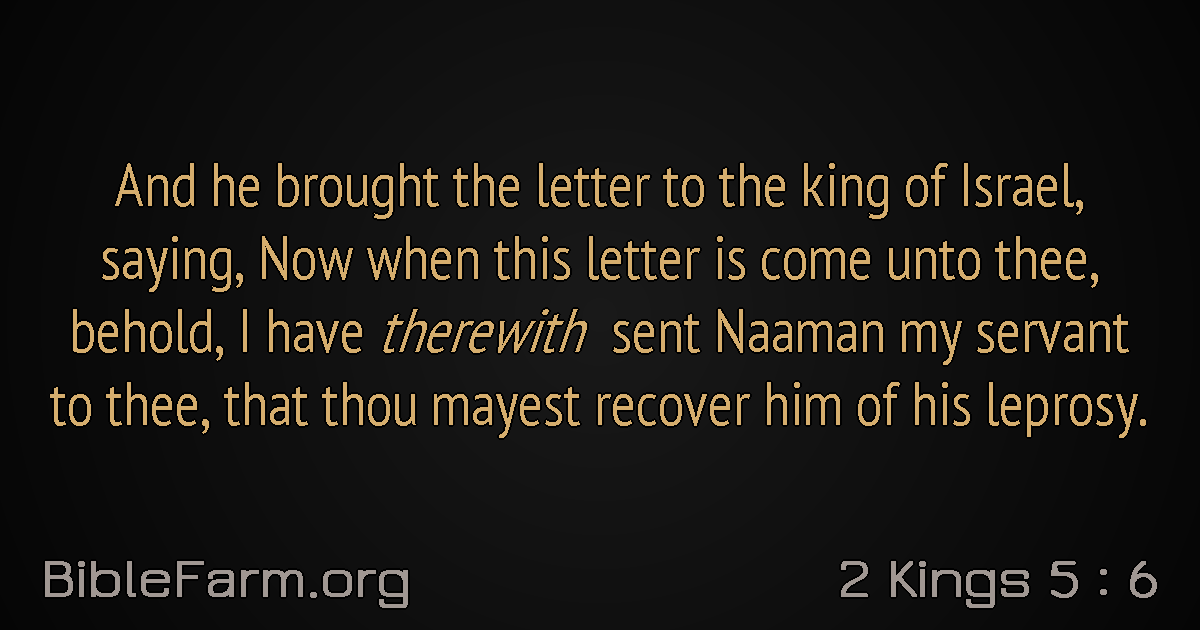 And he brought the letter to the king of Israel,
saying, Now when this letter is come unto thee,
behold, I have therewith sent Naaman my servant
to thee, that thou mayest recover him of his leprosy.
BibleFarm.org
2 Kings 5 : 6